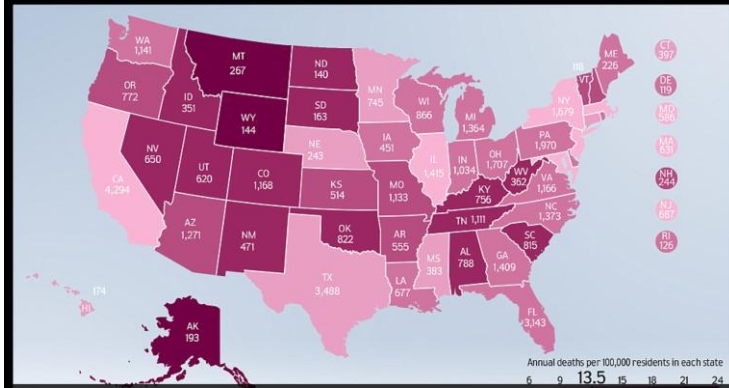 WA
1,141
MT
267
ND
140
MN
745
ME
226
118
VT
CT
397
OR
772
ID
351
SD
163
WI
866
MI
1,364
NY
1,679
DE
119
WY
144
MD
586
NV
650
NE
243
IA
451
PA
1,970
MA
631
UT
620
CO
1,168
IL
1,415
IN
1,034
OH
1,707
WV
362
VA
1,166
NH
244
CA
4,294
KS
514
MO
1,133
KY
756
NC
1,373
NJ
687
AZ
1,271
NM
471
OK
822
AR
555
TN 1,111
SC
815
RI
126
MS
383
AL
788
GA
1,409
TX
3,488
LA
677
174
HI
FL
3,143
AK
193
Annual deaths per 100,000 residents in each state
6 9 13.5 15 18 21 24